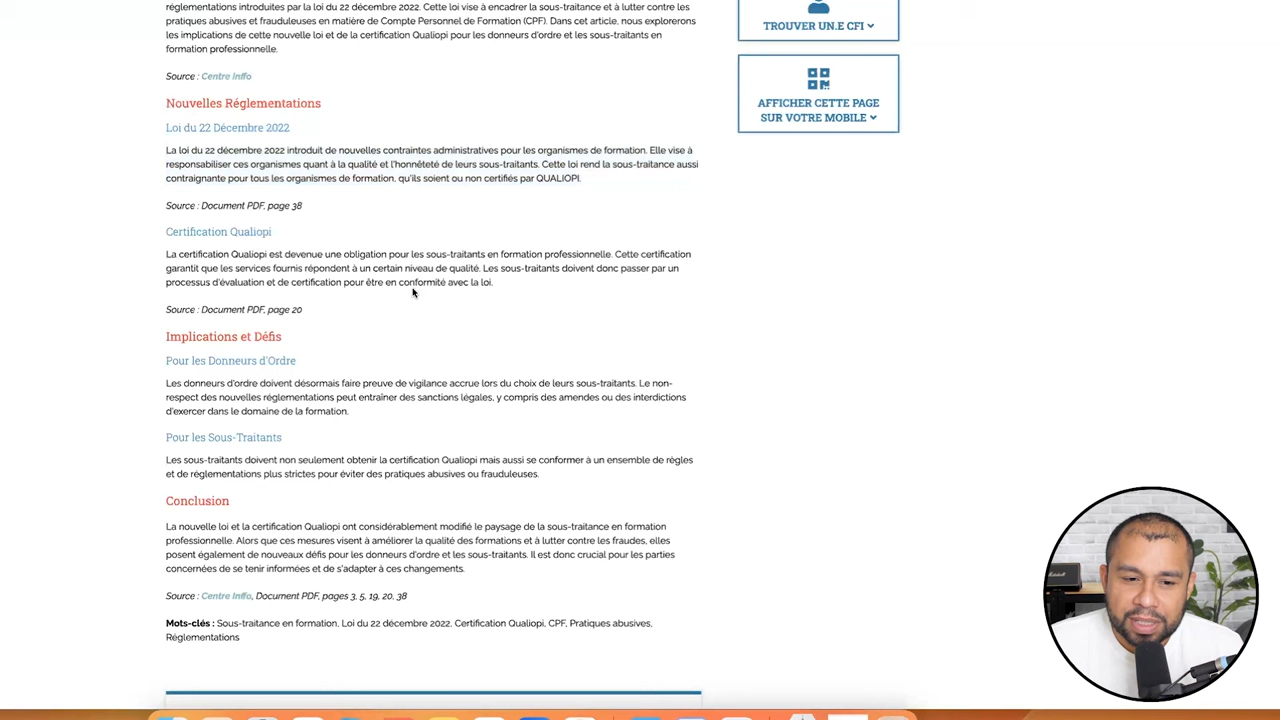 réglementations introduites par la loi du 22 décembre 2022. Cette loi vise à encadrer la sous-traitance et à lutter contre les
pratiques abusives et frauduleuses en matière de Compte Personnel de Formation (CPF). Dans cet article, nous explorerons
les implications de cette nouvelle loi et de la certification Qualiopi pour les donneurs d'ordre et les sous-traitants en
formation professionnelle.
Source : Centre Inffo
Nouvelles Réglementations
Loi du 22 Décembre 2022
La loi du 22 décembre 2022 introduit de nouvelles contraintes administratives pour les organismes de formation. Elle vise à
responsabiliser ces organismes quant à la qualité et l'honnêteté de leurs sous-traitants. Cette loi rend la sous-traitance aussi
contraignante pour tous les organismes de formation, qu'ils soient ou non certifiés par QUALIOPI.
Source : Document PDF, page 38
Certification Qualiopi
La certification Qualiopi est devenue une obligation pour les sous-traitants en formation professionnelle. Cette certification
garantit que les services fournis répondent à un certain niveau de qualité. Les sous-traitants doivent donc passer par un
processus d'évaluation et de certification pour être en conformité avec la loi.
Source : Document PDF, page 20
Implications et Défis
Pour les Donneurs d'Ordre
Les donneurs d'ordre doivent désormais faire preuve de vigilance accrue lors du choix de leurs sous-traitants. Le non-
respect des nouvelles réglementations peut entraîner des sanctions légales, y compris des amendes ou des interdictions
d'exercer dans le domaine de la formation.
Pour les Sous-Traitants
Les sous-traitants doivent non seulement obtenir la certification Qualiopi mais aussi se conformer à un ensemble de règles
et de réglementations plus strictes pour éviter des pratiques abusives ou frauduleuses.
Conclusion
La nouvelle loi et la certification Qualiopi ont considérablement modifié le paysage de la sous-traitance en formation
professionnelle. Alors que ces mesures visent à améliorer la qualité des formations et à lutter contre les fraudes, elles
posent également de nouveaux défis pour les donneurs d'ordre et les sous-traitants. Il est donc crucial pour les parties
concernées de se tenir informées et de s'adapter à ces changements.
Source : Centre Inffo, Document PDF, pages 3, 5, 19, 20, 38
Mots-clés : Sous-traitance en formation, Loi du 22 décembre 2022, Certification Qualiopi, CPF, Pratiques abusives,
Réglementations
TROUVER UN.E CFI
AFFICHER CETTE PAGE
SUR VOTRE MOBILE
Marshall